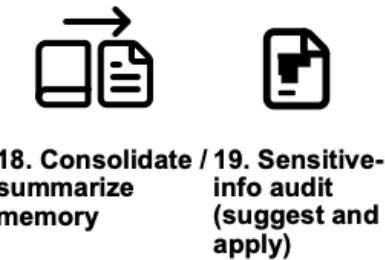 18. Consolidate /
summarize
memory
19. Sensitive-
info audit
(suggest and
apply)